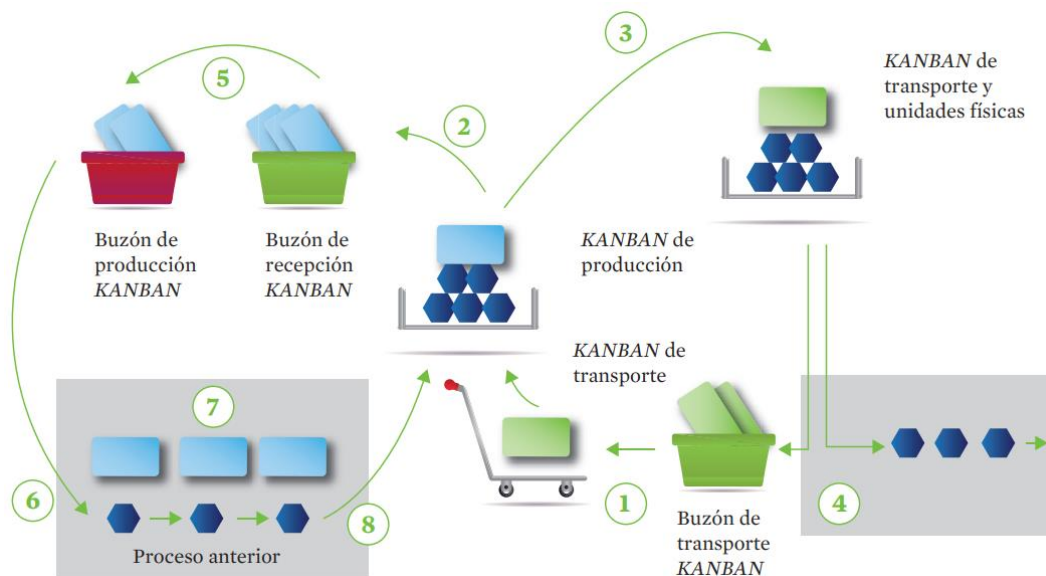 3
KANBAN de
transporte y
unidades físicas
5
2
Buzón de
producción
KANBAN
Buzón de
recepción
KANBAN
KANBAN de
producción
KANBAN de
transporte
7
6
8
Proceso anterior
1
Buzón de
transporte
KANBAN
4